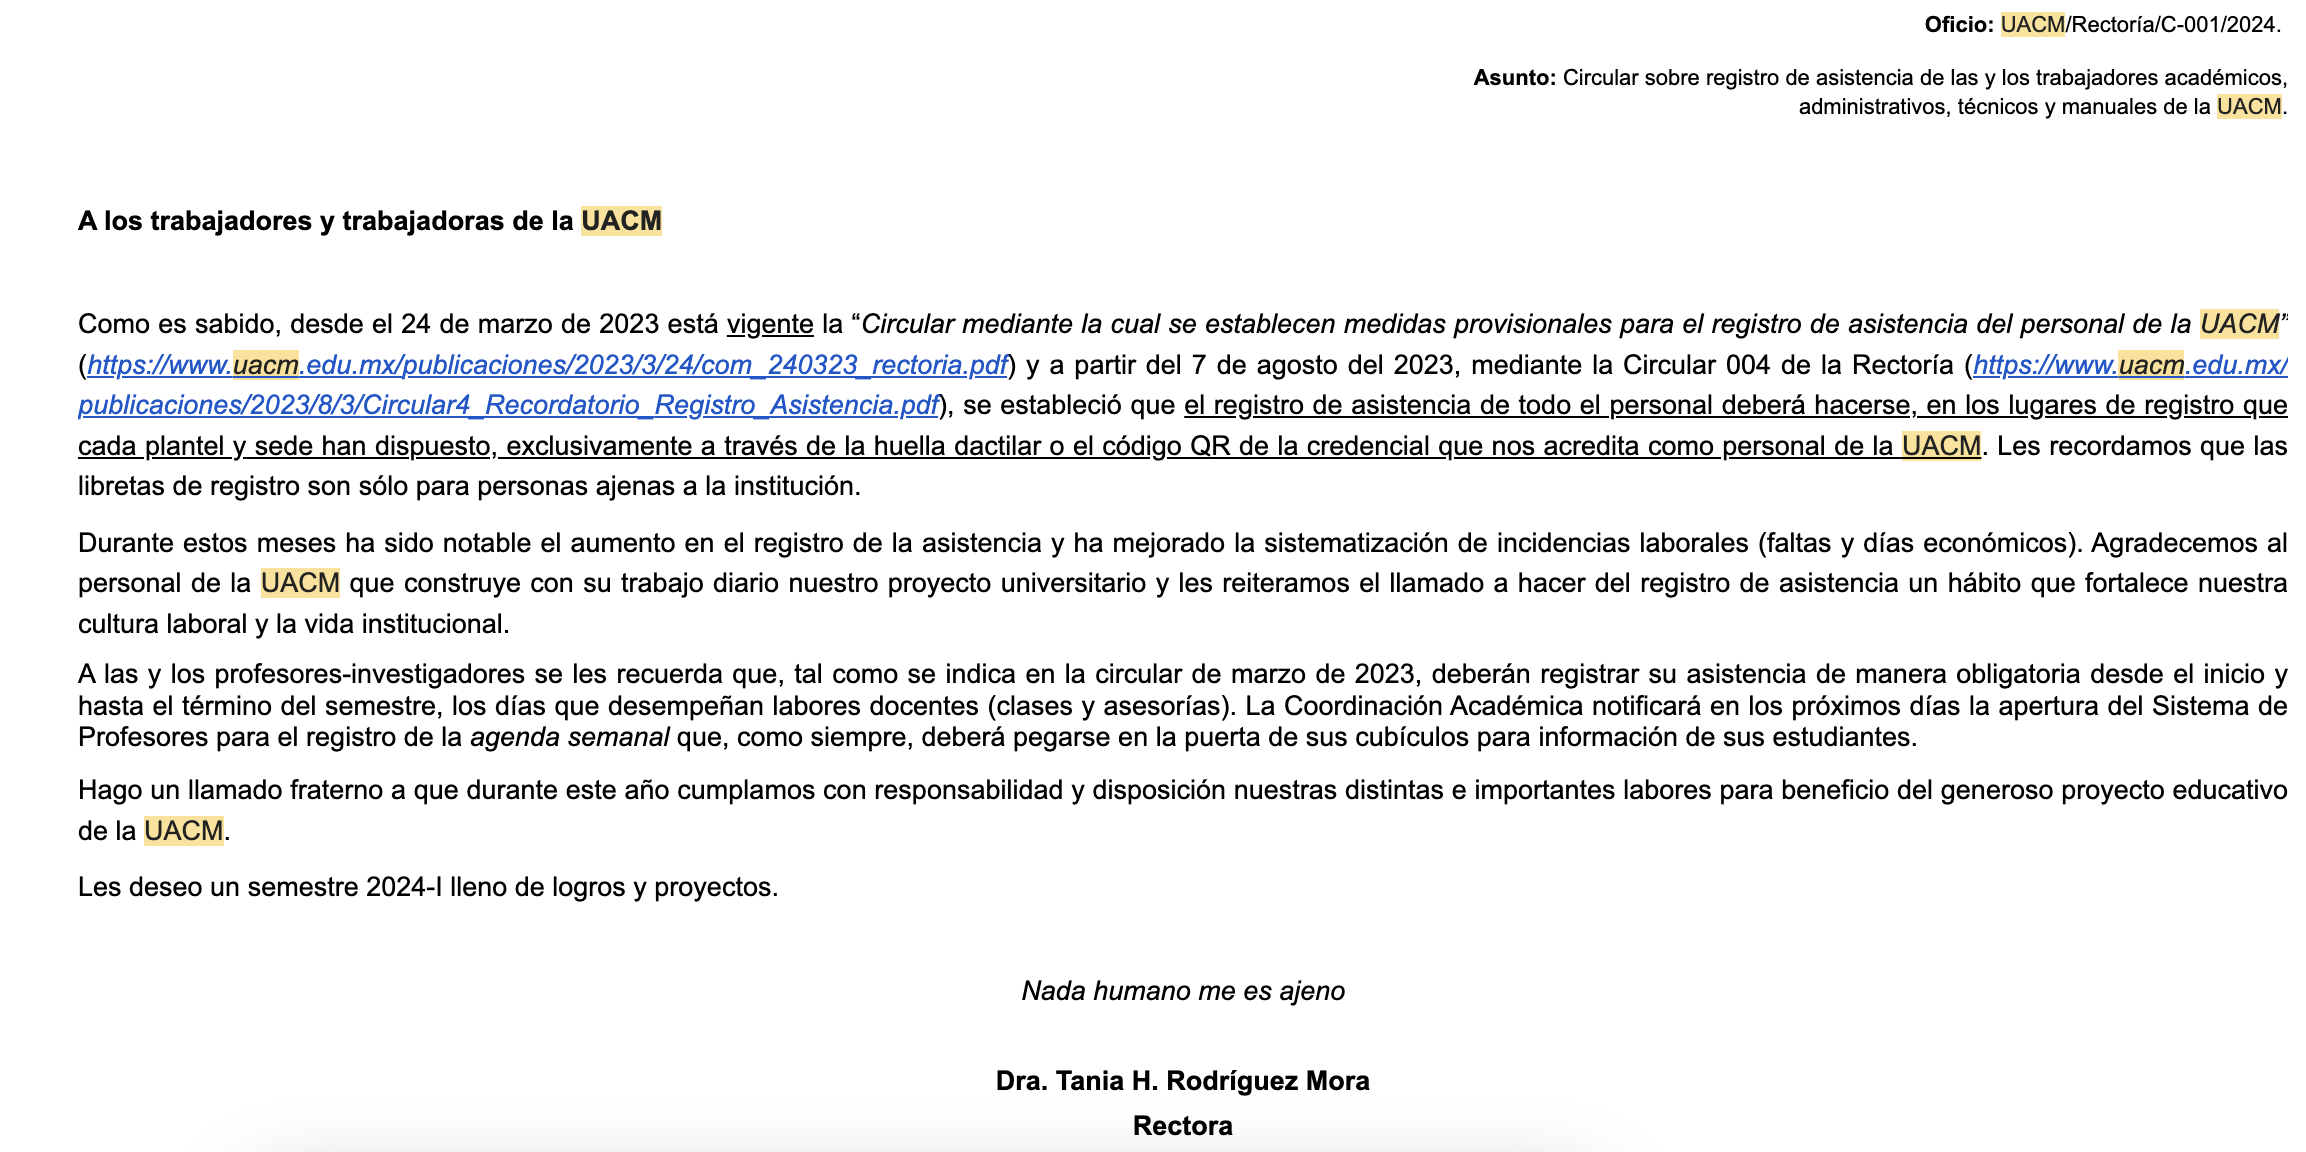 Oficio: UACM/Rectoría/C-001/2024.
Asunto: Circular sobre registro de asistencia de las y los trabajadores académicos,
administrativos, técnicos y manuales de la UACM.
A los trabajadores y trabajadoras de la UACM
Como es sabido, desde el 24 de marzo de 2023 está vigente la “Circular mediante la cual se establecen medidas provisionales para el registro de asistencia del personal de la UACM”
(https://www.uacm.edu.mx/publicaciones/2023/3/24/com_240323_rectoria.pdf) y a partir del 7 de agosto del 2023, mediante la Circular 004 de la Rectoría (https://www.uacm.edu.mx/
publicaciones/2023/8/3/Circular4_Recordatorio_Registro_Asistencia.pdf), se estableció que el registro de asistencia de todo el personal deberá hacerse, en los lugares de registro que
cada plantel y sede han dispuesto, exclusivamente a través de la huella dactilar o el código QR de la credencial que nos acredita como personal de la UACM. Les recordamos que las
libretas de registro son sólo para personas ajenas a la institución.
Durante estos meses ha sido notable el aumento en el registro de la asistencia y ha mejorado la sistematización de incidencias laborales (faltas y días económicos). Agradecemos al
personal de la UACM que construye con su trabajo diario nuestro proyecto universitario y les reiteramos el llamado a hacer del registro de asistencia un hábito que fortalece nuestra
cultura laboral y la vida institucional.
A las y los profesores-investigadores se les recuerda que, tal como se indica en la circular de marzo de 2023, deberán registrar su asistencia de manera obligatoria desde el inicio y
hasta el término del semestre, los días que desempeñan labores docentes (clases y asesorías). La Coordinación Académica notificará en los próximos días la apertura del Sistema de
Profesores para el registro de la agenda semanal que, como siempre, deberá pegarse en la puerta de sus cubículos para información de sus estudiantes.
Hago un llamado fraterno a que durante este año cumplamos con responsabilidad y disposición nuestras distintas e importantes labores para beneficio del generoso proyecto educativo
de la UACM.
Les deseo un semestre 2024-I lleno de logros y proyectos.
Nada humano me es ajeno
Dra. Tania H. Rodríguez Mora
Rectora